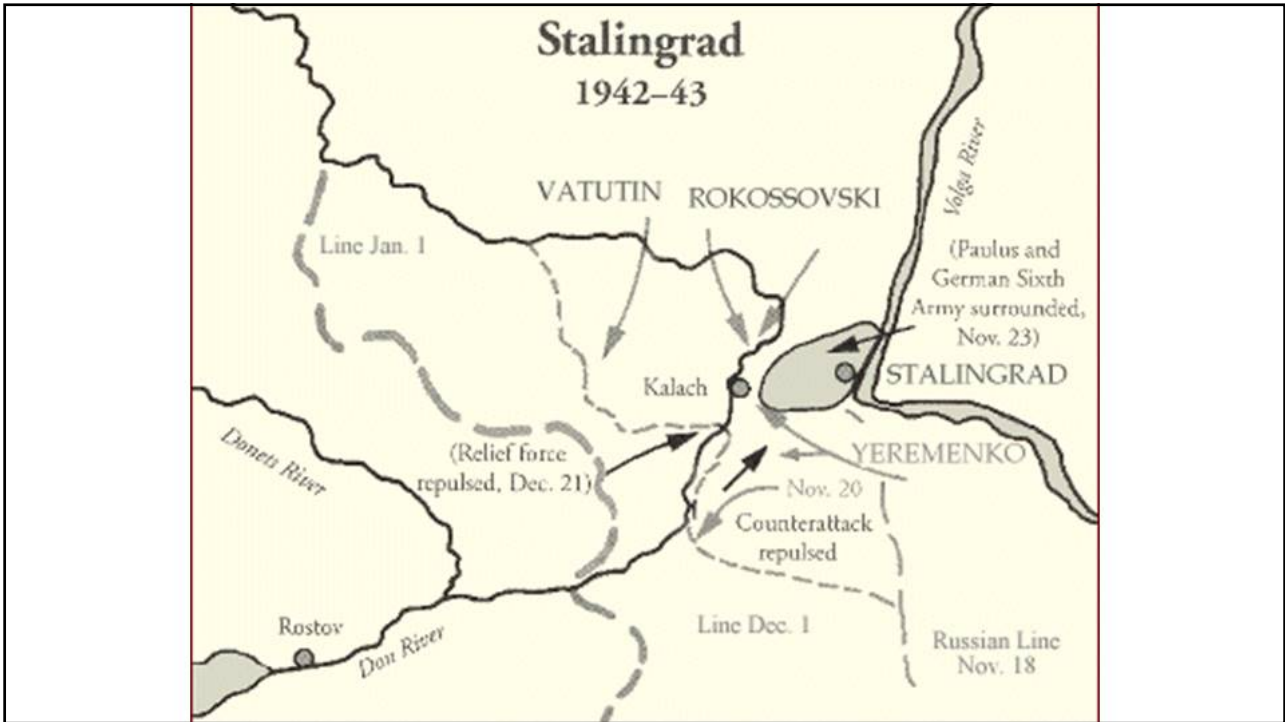 Stalingrad
1942–43
VATUTIN
ROKOSSOVSKI
Volga River
Line Jan. 1
(Paulus and
German Sixth
Army surrounded,
Nov. 23)
STALINGRAD
Kalach
Donets River
(Relief force
repulsed, Dec. 21)
YEREMENKO
Nov. 20
Counterattack
repulsed
Rostov
Don River
Line Dec. 1
Russian Line
Nov. 18